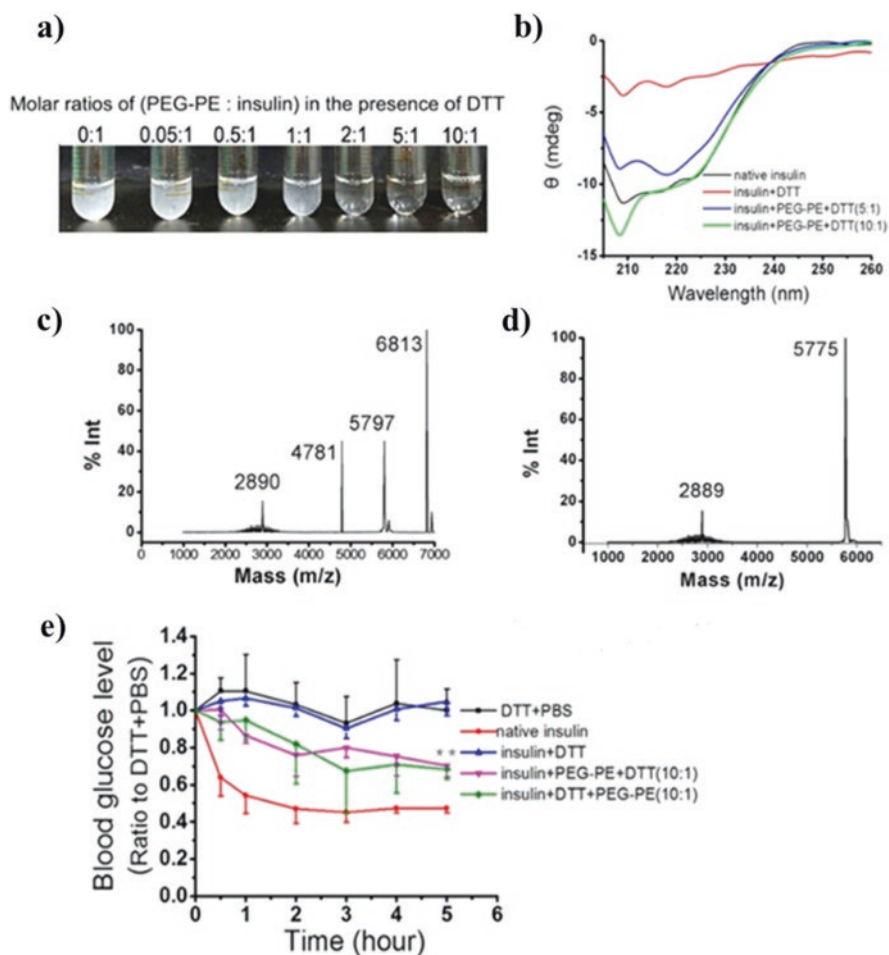 a)
Molar ratios of (PEG-PE : insulin) in the presence of DTT
0:1 0.05:1 0.5:1 1:1 2:1 5:1 10:1
b)
θ (mdeg)
0
-5
-10
-15
native insulin
insulin+DTT
insulin+PEG-PE+DTT(5:1)
insulin+PEG-PE+DTT(10:1)
210 220 230 240 250 260
Wavelength (nm)
c)
% Int
100
80
60
40
20
0
6813
5797
4781
2890
0 1000 2000 3000 4000 5000 6000 7000
Mass (m/z)
d)
% Int
100
80
60
40
20
0
5775
2889
1000 2000 3000 4000 5000 6000
Mass (m/z)
e)
Blood glucose level
(Ratio to DTT+PBS)
1.4
1.2
1.0
0.8
0.6
0.4
0.2
0.0
**
DTT+PBS
native insulin
insulin+DTT
insulin+PEG-PE+DTT(10:1)
insulin+DTT+PEG-PE(10:1)
0 1 2 3 4 5 6
Time (hour)